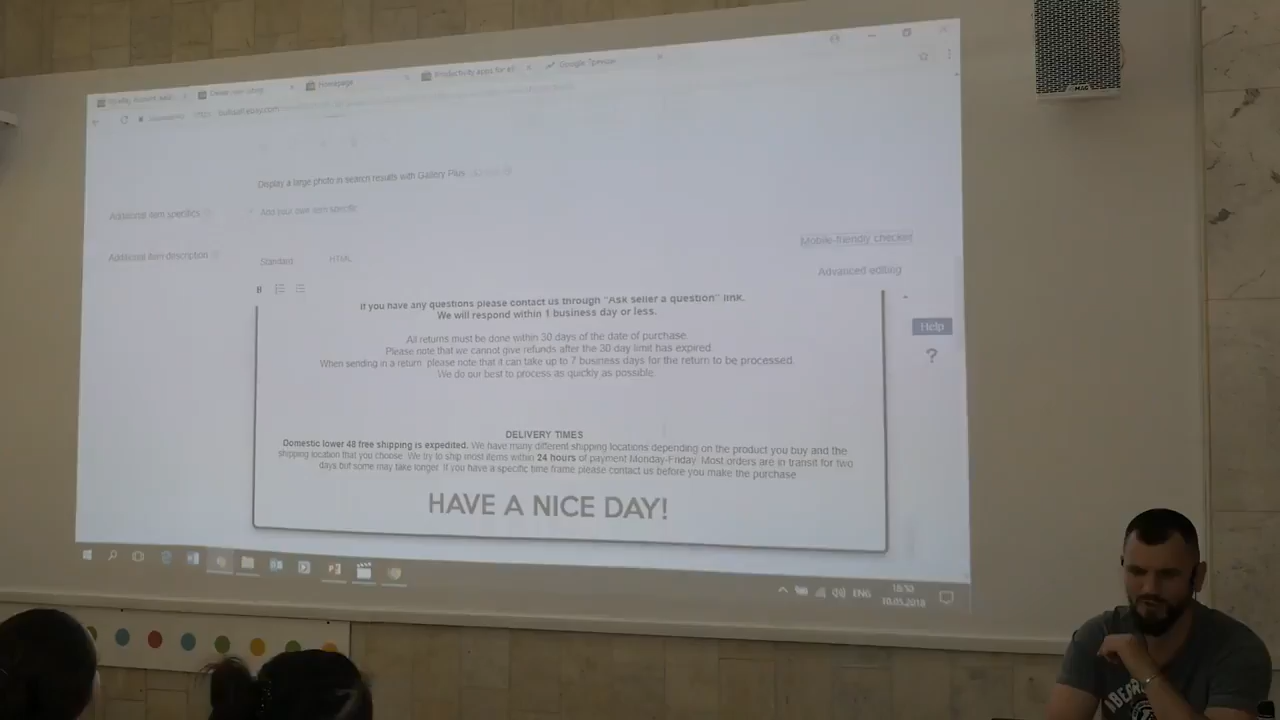 Homepage
Productivity apps for
Google Тренды
Display a large photo in search results with Gallery Plus
Additional item specifics
Add your own item specific
Mobile-friendly checker
Additional item description
Standard
HTML
Advanced editing
B
If you have any questions please contact us through "Ask seller a question" link.
We will respond within 1 business day or less.
Help
?
All returns must be done within 30 days of the date of purchase.
Please note that we cannot give refunds after the 30 day limit has expired.
When sending in a return, please note that it can take up to 7 business days for the return to be processed.
We do our best to process as quickly as possible.
DELIVERY TIMES
Domestic lower 48 free shipping is expedited. We have many different shipping locations depending on the product you buy and the
shipping location that you choose. We try to ship most items within 24 hours of payment Monday-Friday. Most orders are in transit for two
days but some may take longer. If you have a specific time frame please contact us before you make the purchase
HAVE A NICE DAY!
ENG
10.05.2018